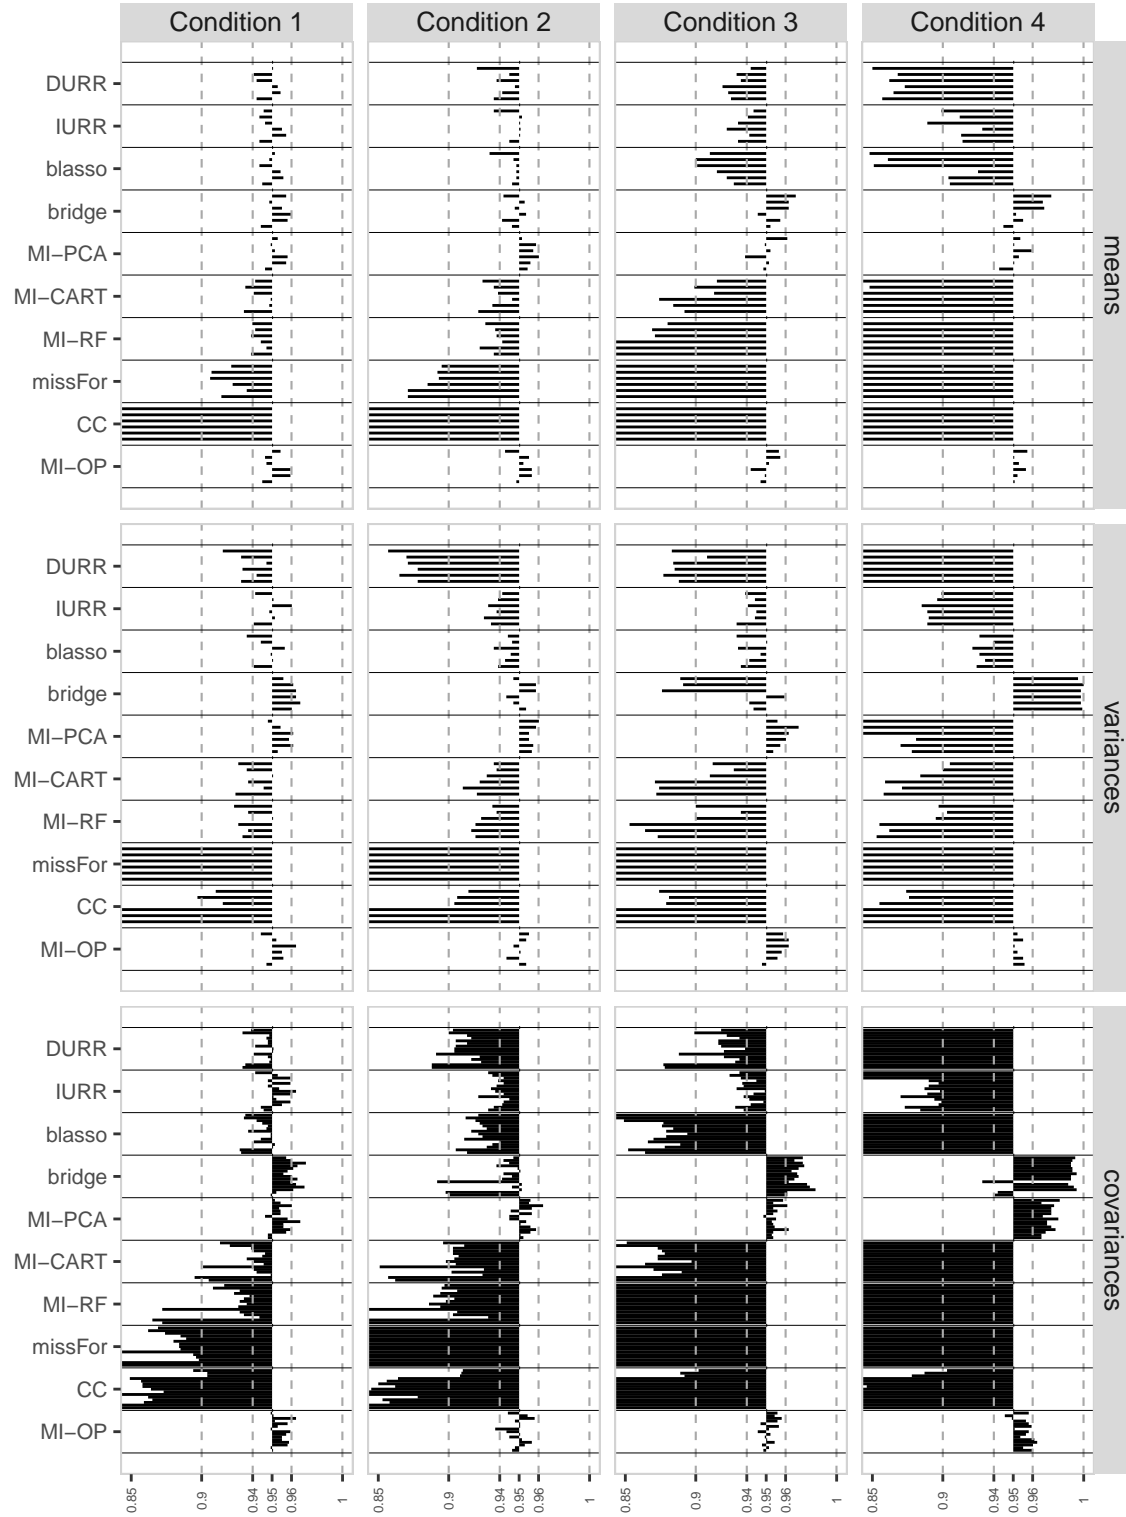 Condition 1 Condition 2 Condition 3 Condition 4
DURR
IURR
blasso
bridge
MI−PCA
MI−CART
MI−RF
missFor
CC
MI−OP
means
DURR
IURR
blasso
bridge
MI−PCA
MI−CART
MI−RF
missFor
CC
MI−OP
variances
DURR
IURR
blasso
bridge
MI−PCA
MI−CART
MI−RF
missFor
CC
MI−OP
covariances
0.85 0.9 0.94 0.95 0.96 1 0.85 0.9 0.94 0.95 0.96 1 0.85 0.9 0.94 0.95 0.96 1 0.85 0.9 0.94 0.95 0.96 1